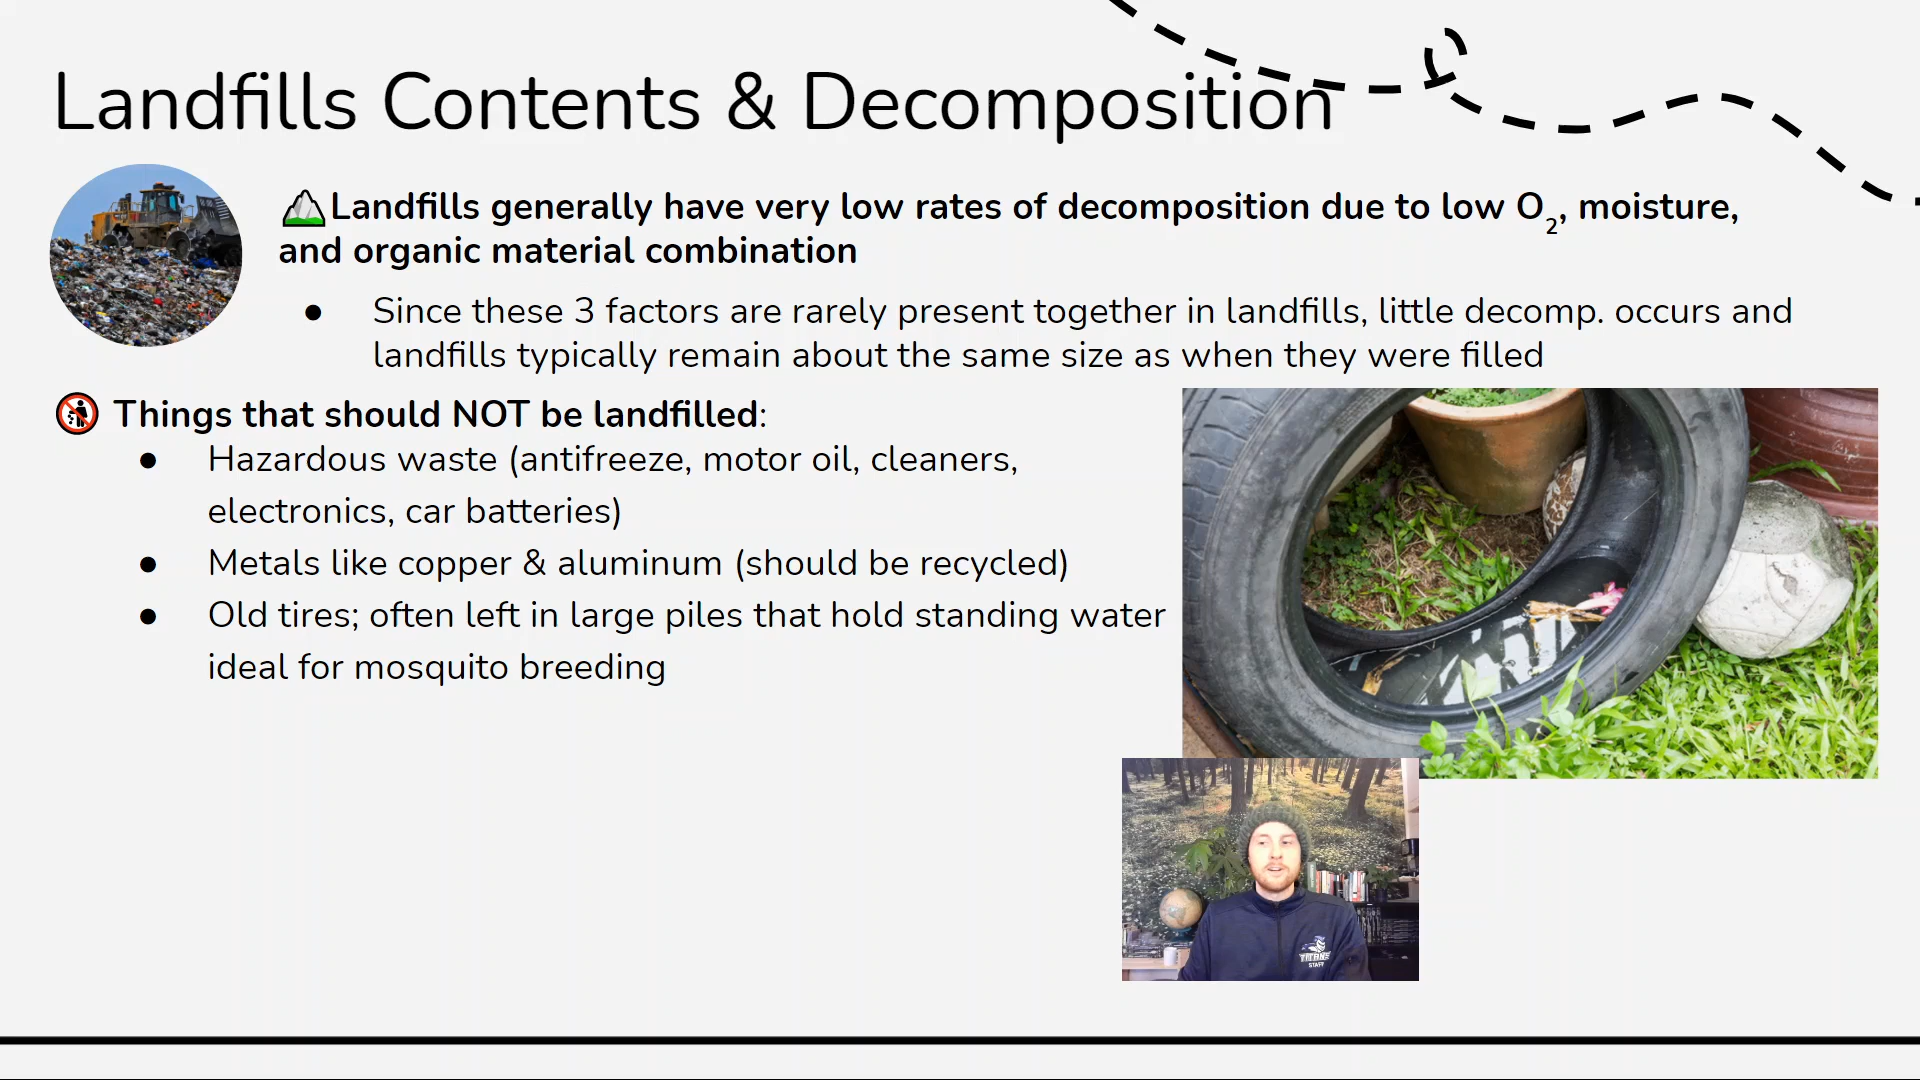 Landfills Contents & Decomposition
Landfills generally have very low rates of decomposition due to low O₂, moisture,
and organic material combination
● Since these 3 factors are rarely present together in landfills, little decomp. occurs and
landfills typically remain about the same size as when they were filled
Things that should NOT be landfilled:
● Hazardous waste (antifreeze, motor oil, cleaners,
electronics, car batteries)
● Metals like copper & aluminum (should be recycled)
● Old tires; often left in large piles that hold standing water
ideal for mosquito breeding
TITANS
STAFF